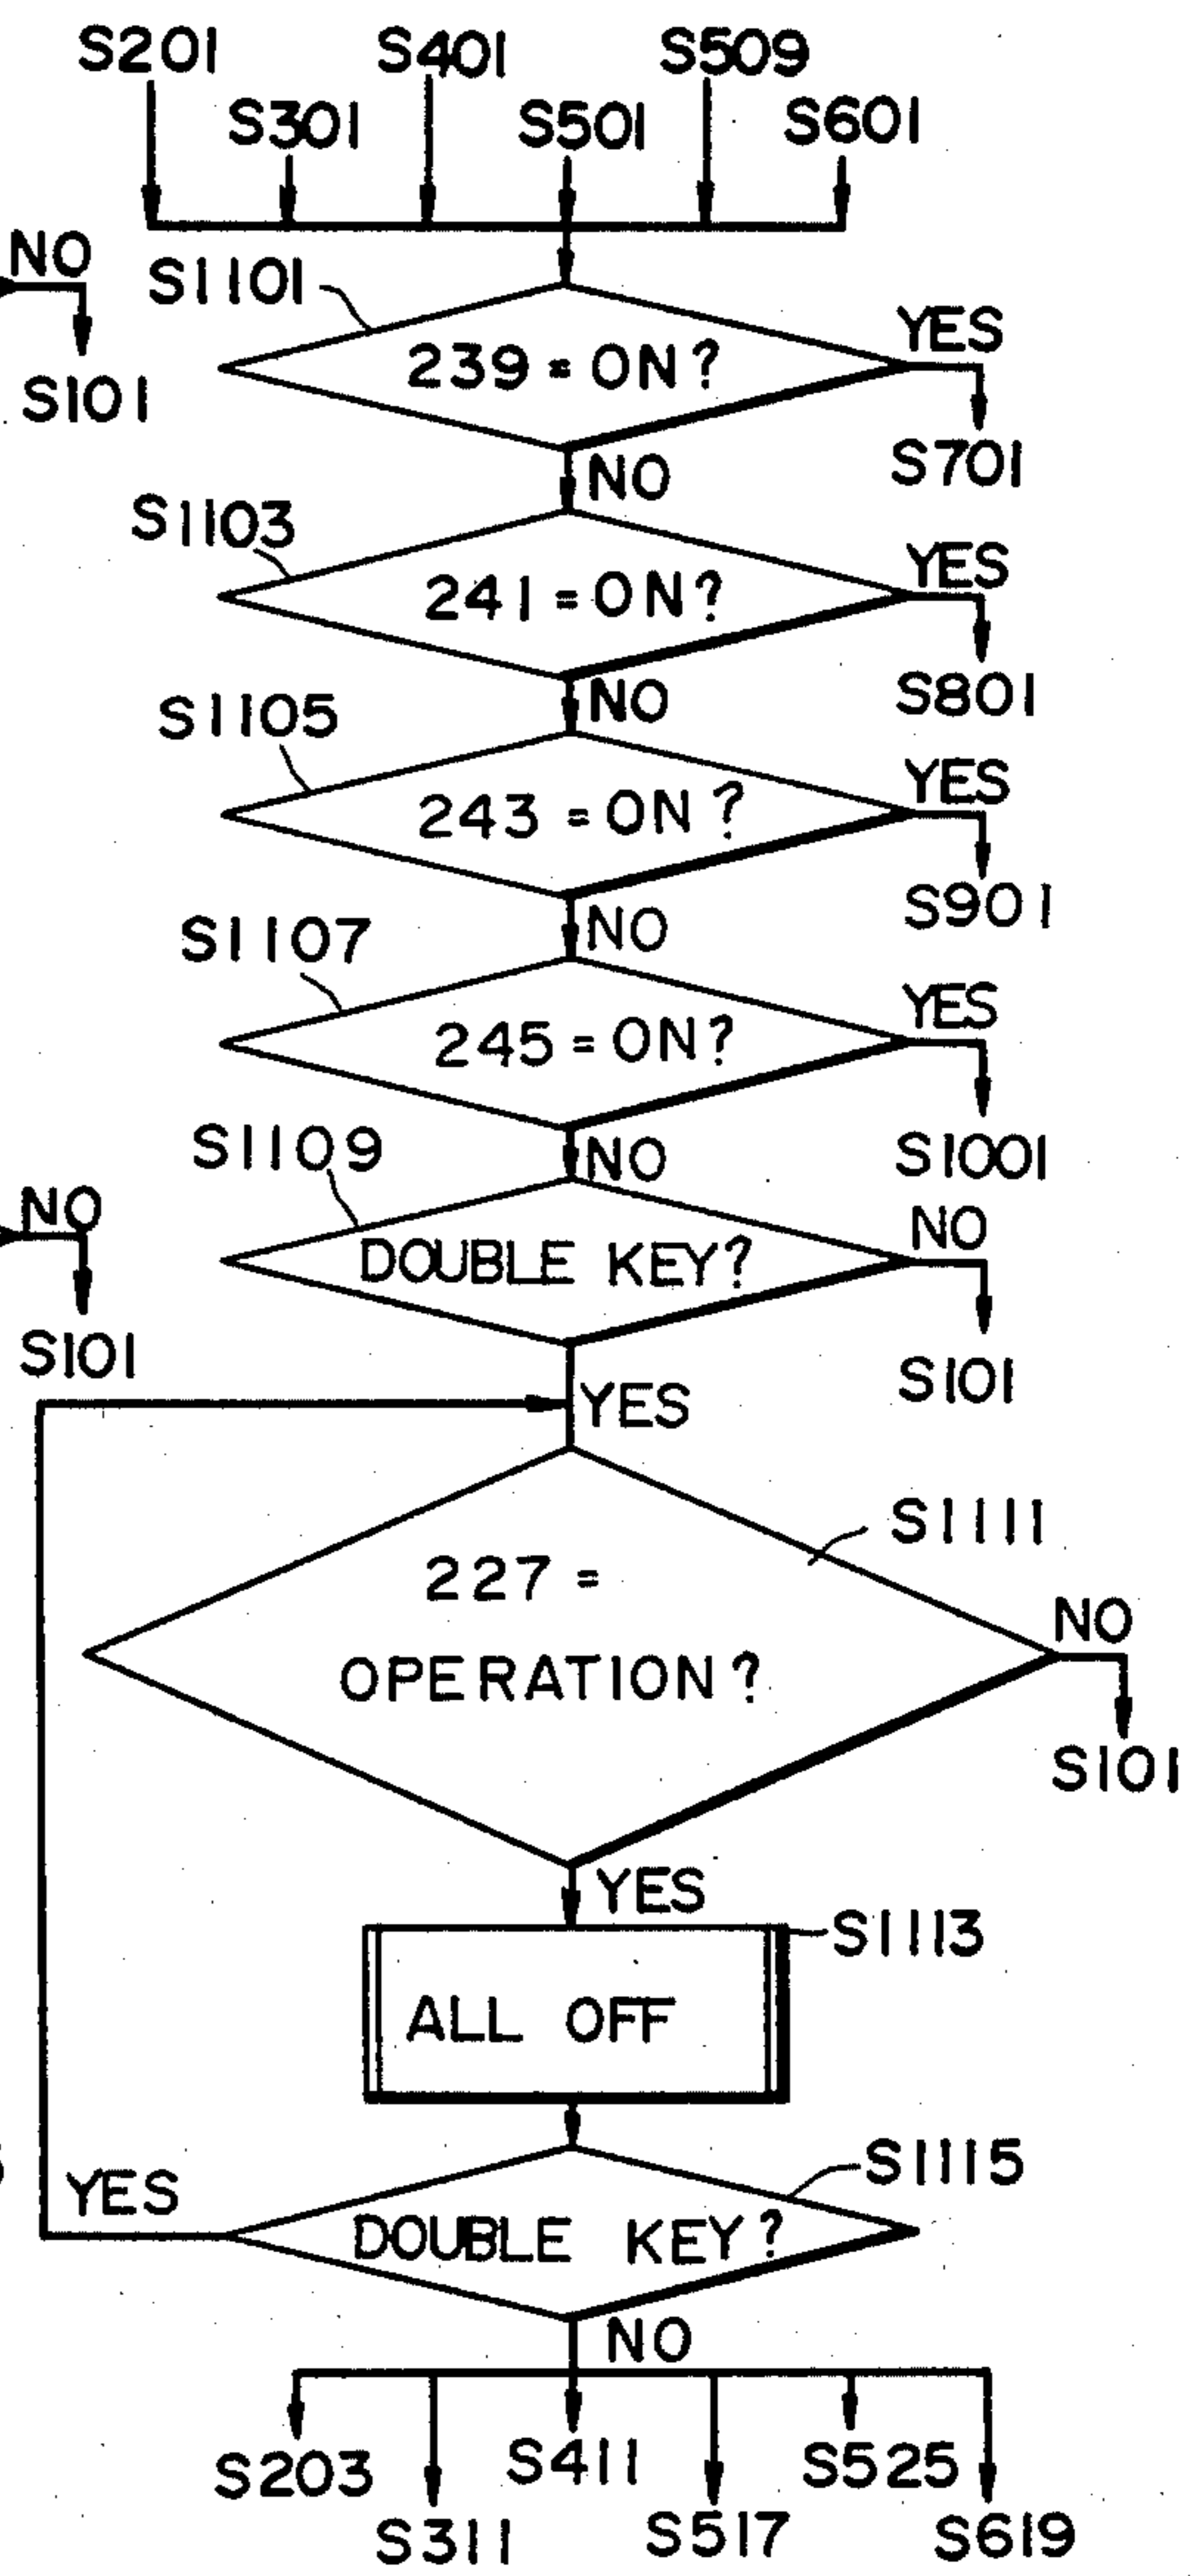 S201
S401
S509
S301
S501
S601
NO
S101
S1101
239 = ON?
YES
S701
NO
S1103
241 = ON?
YES
S801
NO
S1105
243 = ON?
YES
S901
NO
S1107
245 = ON?
YES
S1001
NO
S1109
DOUBLE KEY?
NO
S101
NO
S101
YES
S1111
227 =
OPERATION?
NO
S101
YES
S1113
ALL OFF
S1115
DOUBLE KEY?
YES
NO
S203
S411
S525
S311
S517
S619